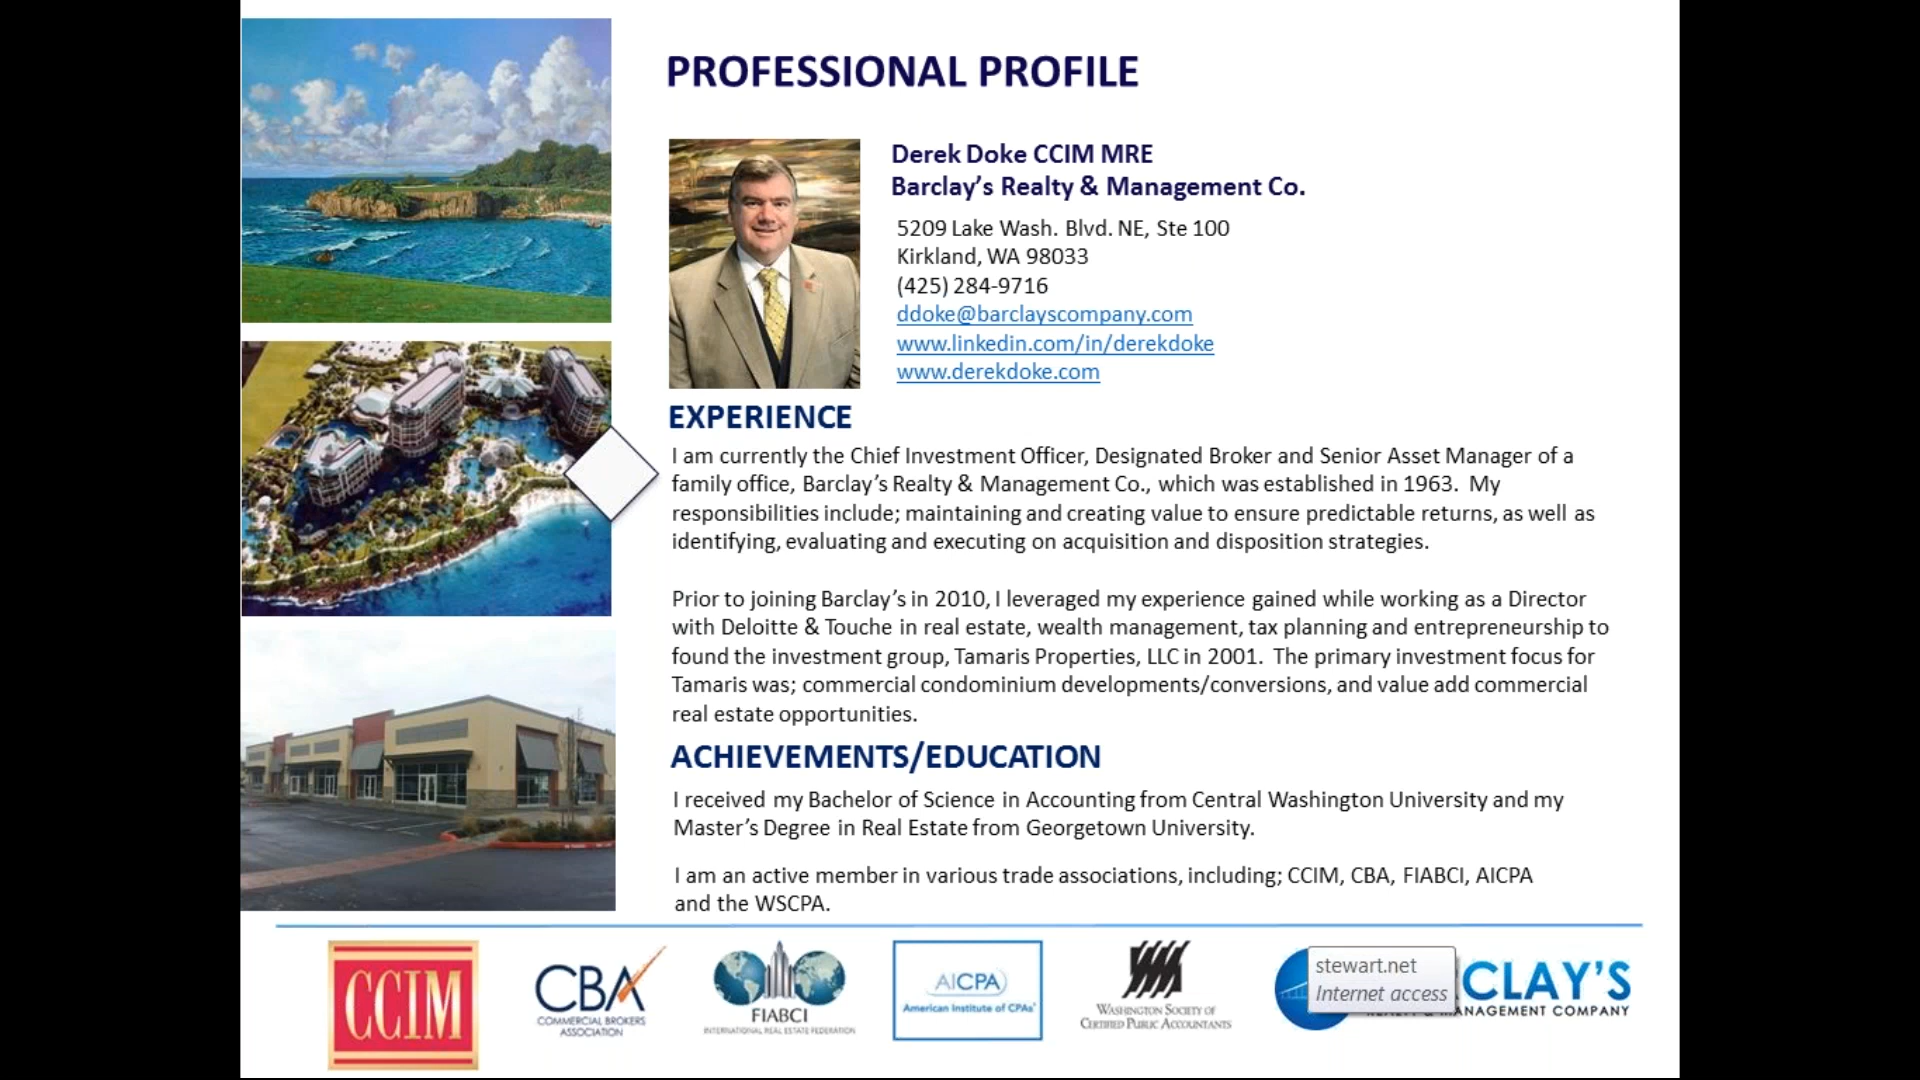 PROFESSIONAL PROFILE
Derek Doke CCIM MRE
Barclay's Realty & Management Co.
5209 Lake Wash. Blvd. NE, Ste 100
Kirkland, WA 98033
(425) 284-9716
ddoke@barclayscompany.com
www.linkedin.com/in/derekdoke
www.derekdoke.com
EXPERIENCE
I am currently the Chief Investment Officer, Designated Broker and Senior Asset Manager of a
family office, Barclay's Realty & Management Co., which was established in 1963. My
responsibilities include; maintaining and creating value to ensure predictable returns, as well as
identifying, evaluating and executing on acquisition and disposition strategies.
Prior to joining Barclay's in 2010, I leveraged my experience gained while working as a Director
with Deloitte & Touche in real estate, wealth management, tax planning and entrepreneurship to
found the investment group, Tamaris Properties, LLC in 2001. The primary investment focus for
Tamaris was; commercial condominium developments/conversions, and value add commercial
real estate opportunities.
ACHIEVEMENTS/EDUCATION
I received my Bachelor of Science in Accounting from Central Washington University and my
Master's Degree in Real Estate from Georgetown University.
I am an active member in various trade associations, including; CCIM, CBA, FIABCI, AICPA
and the WSCPA.
CCIM
CBA
COMMERCIAL BROKERS
ASSOCIATION
FIABCI
INTERNATIONAL REAL ESTATE FEDERATION
AICPA
American Institute of CPAs
WASHINGTON SOCIETY OF
CERTIFIED PUBLIC ACCOUNTANTS
stewart.net
Internet access
CLAY'S
ANAGEMENT COMPANY